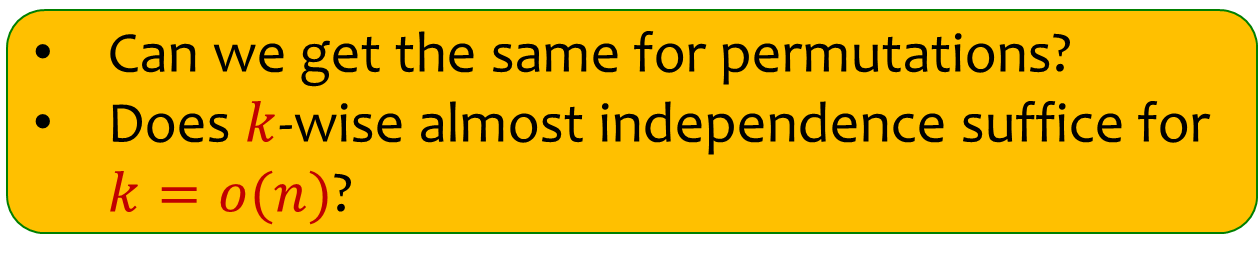 • Can we get the same for permutations?
• Does k-wise almost independence suffice for
k = o(n)?